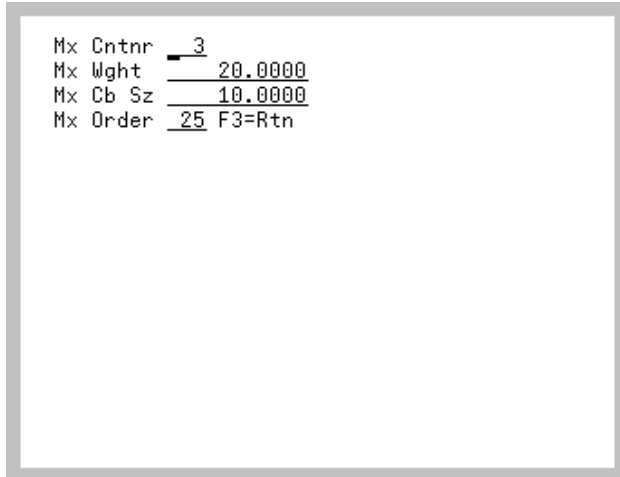 Mx Cntnr 3
Mx Wght 20.0000
Mx Cb Sz 10.0000
Mx Order 25 F3=Rtn